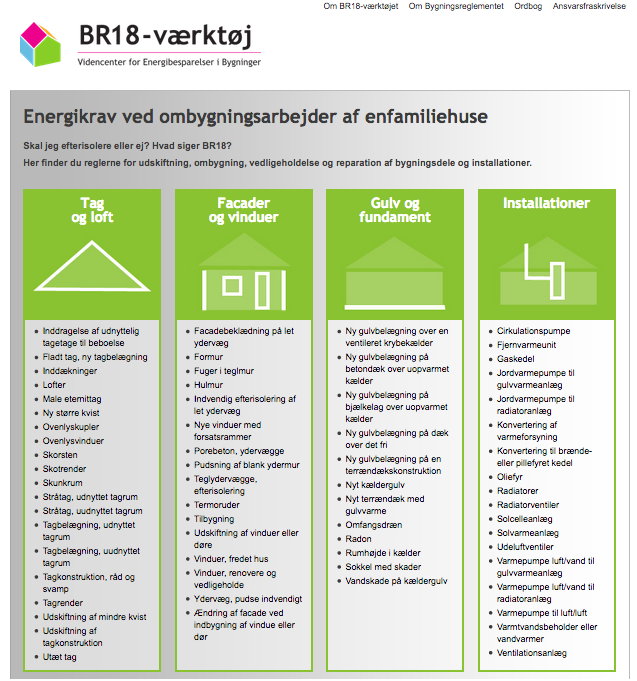 Om BR18-værktøjet Om Bygningsreglementet Ordbog Ansvarsfraskrivelse
BR18-værktøj
Videncenter for Energibesparelser i Bygninger
Energikrav ved ombygningsarbejder af enfamiliehuse
Skal jeg efterisolere eller ej? Hvad siger BR18?
Her finder du reglerne for udskiftning, ombygning, vedligeholdelse og reparation af bygningsdele og installationer.
Tag
og loft
Inddragelse af udnyttelig
tagetage til beboelse
Fladt tag, ny tagbelægning
Inddækninger
Lofter
Male eternittag
Ny større kvist
Ovenlyskupler
Ovenlysvinduer
Skorsten
Skotrender
Skunkrum
Stråtag, udnyttet tagrum
Stråtag, uudnyttet tagrum
Tagbelægning, udnyttet
tagrum
Tagbelægning, uudnyttet
tagrum
Tagkonstruktion, råd og
svamp
Tagrender
Udskiftning af mindre kvist
Udskiftning af
tagkonstruktion
Utæt tag
Facader
og vinduer
Facadebeklædning på let
ydervæg
Formur
Fuger i teglmur
Hulmur
Indvendig efterisolering af
let ydervæg
Nye vinduer med
forsatsrammer
Porebeton, ydervægge
Pudsning af blank ydermur
Teglydervægge,
efterisolering
Termoruder
Tilbygning
Udskiftning af vinduer eller
døre
Vinduer, fredet hus
Vinduer, renovere og
vedligeholde
Ydervæg, pudse indvendigt
Ændring af facade ved
indbygning af vindue eller
dør
Gulv og
fundament
Ny gulvbelægning over en
ventileret krybekælder
Ny gulvbelægning på
betondæk over uopvarmet
kælder
Ny gulvbelægning på
bjælkelag over uopvarmet
kælder
Ny gulvbelægning på dæk
over det fri
Ny gulvbelægning på en
terrændækskonstruktion
Nyt kældergulv
Nyt terrændæk med
gulvvarme
Omfangsdræn
Radon
Rumhøjde i kælder
Sokkel med skader
Vandskade på kældergulv
Installationer
Cirkulationspumpe
Fjernvarmeunit
Gaskedel
Jordvarmepumpe til
gulvvarmeanlæg
Jordvarmepumpe til
radiatoranlæg
Konvertering af
varmeforsyning
Konvertering til brænde-
eller pillefyret kedel
Oliefyr
Radiatorer
Radiatorventiler
Solcelleanlæg
Solvarmeanlæg
Udeluftventiler
Varmepumpe luft/vand til
gulvvarmeanlæg
Varmepumpe luft/vand til
radiatoranlæg
Varmepumpe til luft/luft
Varmtvandsbeholder eller
vandvarmer
Ventilationsanlæg